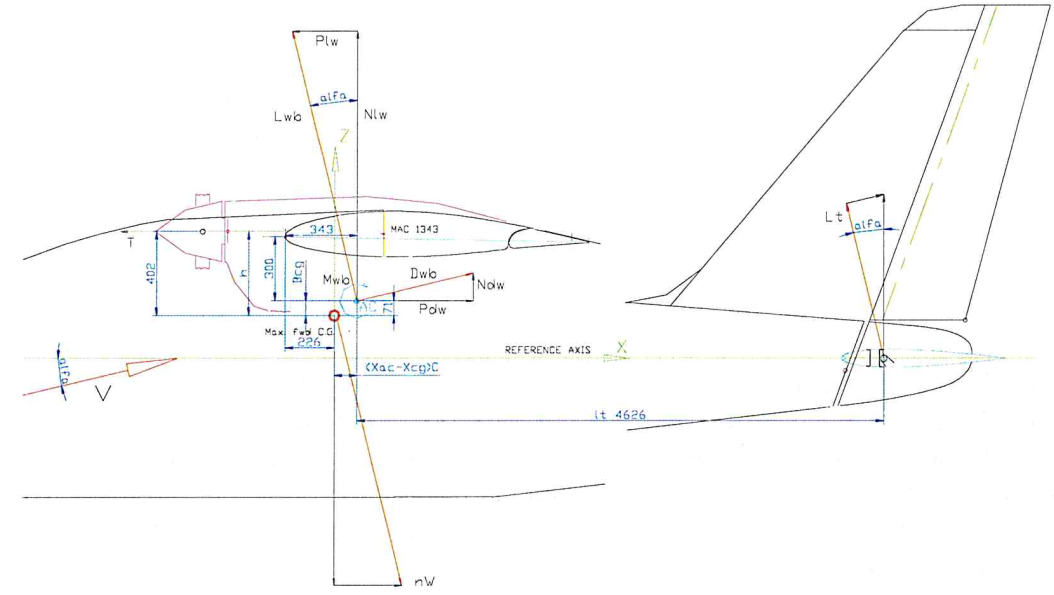 Plw
alfa
Lwb
Nlw
Z
Lt
alfa
T
343
MAC 1343
402
h
300
Bcg
Mwb
Dwb
Ndw
AC
71
Pdw
Max. fwd C.G.
226
REFERENCE AXIS
X
alfa
V
(Xac-Xcg)C
lt 4626
nW